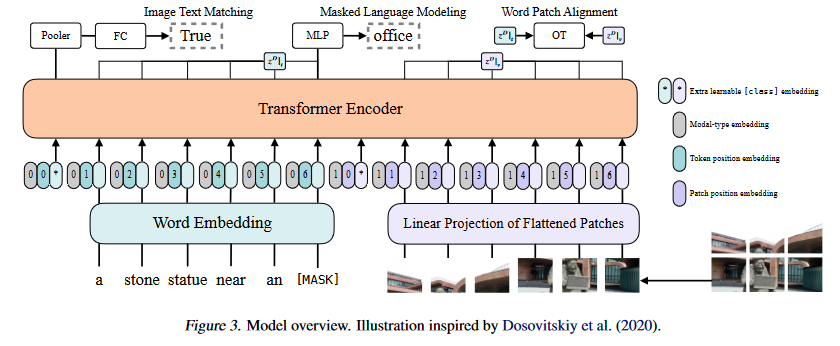 Image Text Matching
Masked Language Modeling
Word Patch Alignment
Pooler
FC
True
MLP
office
z^D|_t
OT
z^D|_v
z^D|_t
z^D|_v
Transformer Encoder
* * Extra learnable [class] embedding
Modal-type embedding
Token position embedding
Patch position embedding
0 0 * 0 1 0 2 0 3 0 4 0 5 0 6 1 0 * 1 1 1 2 1 3 1 4 1 5 1 6
Word Embedding
Linear Projection of Flattened Patches
a stone statue near an [MASK]
Figure 3. Model overview. Illustration inspired by Dosovitskiy et al. (2020).